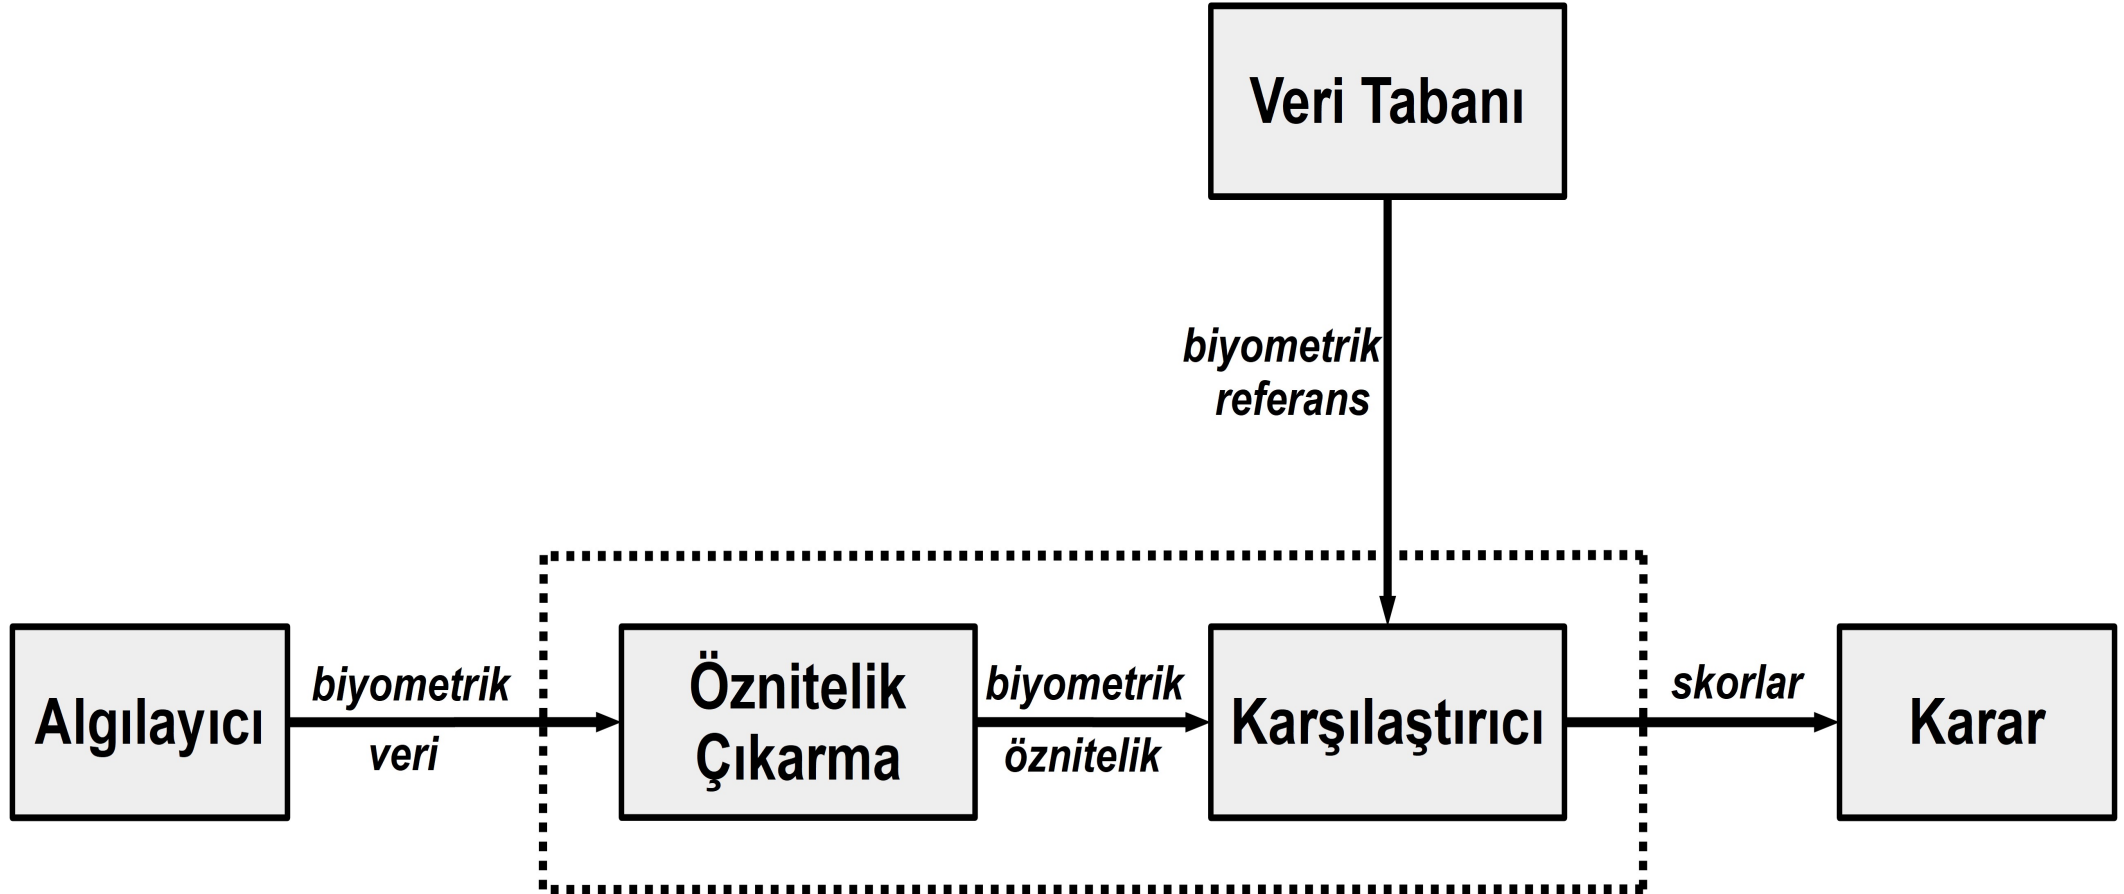 Veri Tabanı
biyometrik
referans
Algılayıcı
biyometrik
veri
Öznitelik
Çıkarma
biyometrik
öznitelik
Karşılaştırıcı
skorlar
Karar